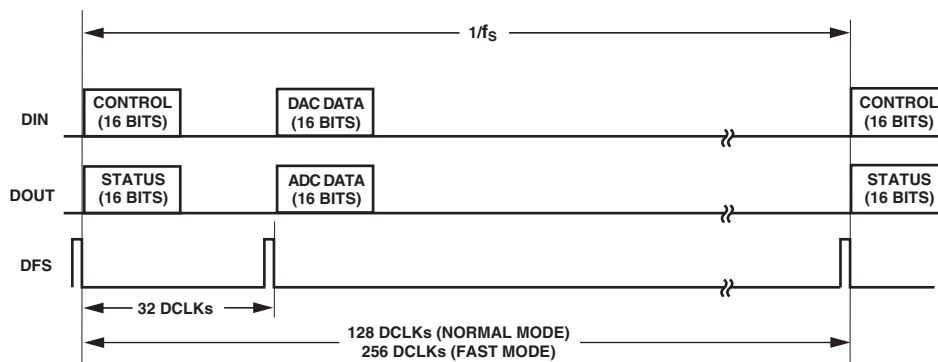 1/fS
DIN
CONTROL
(16 BITS)
DAC DATA
(16 BITS)
CONTROL
(16 BITS)
DOUT
STATUS
(16 BITS)
ADC DATA
(16 BITS)
STATUS
(16 BITS)
DFS
32 DCLKs
128 DCLKs (NORMAL MODE)
256 DCLKs (FAST MODE)